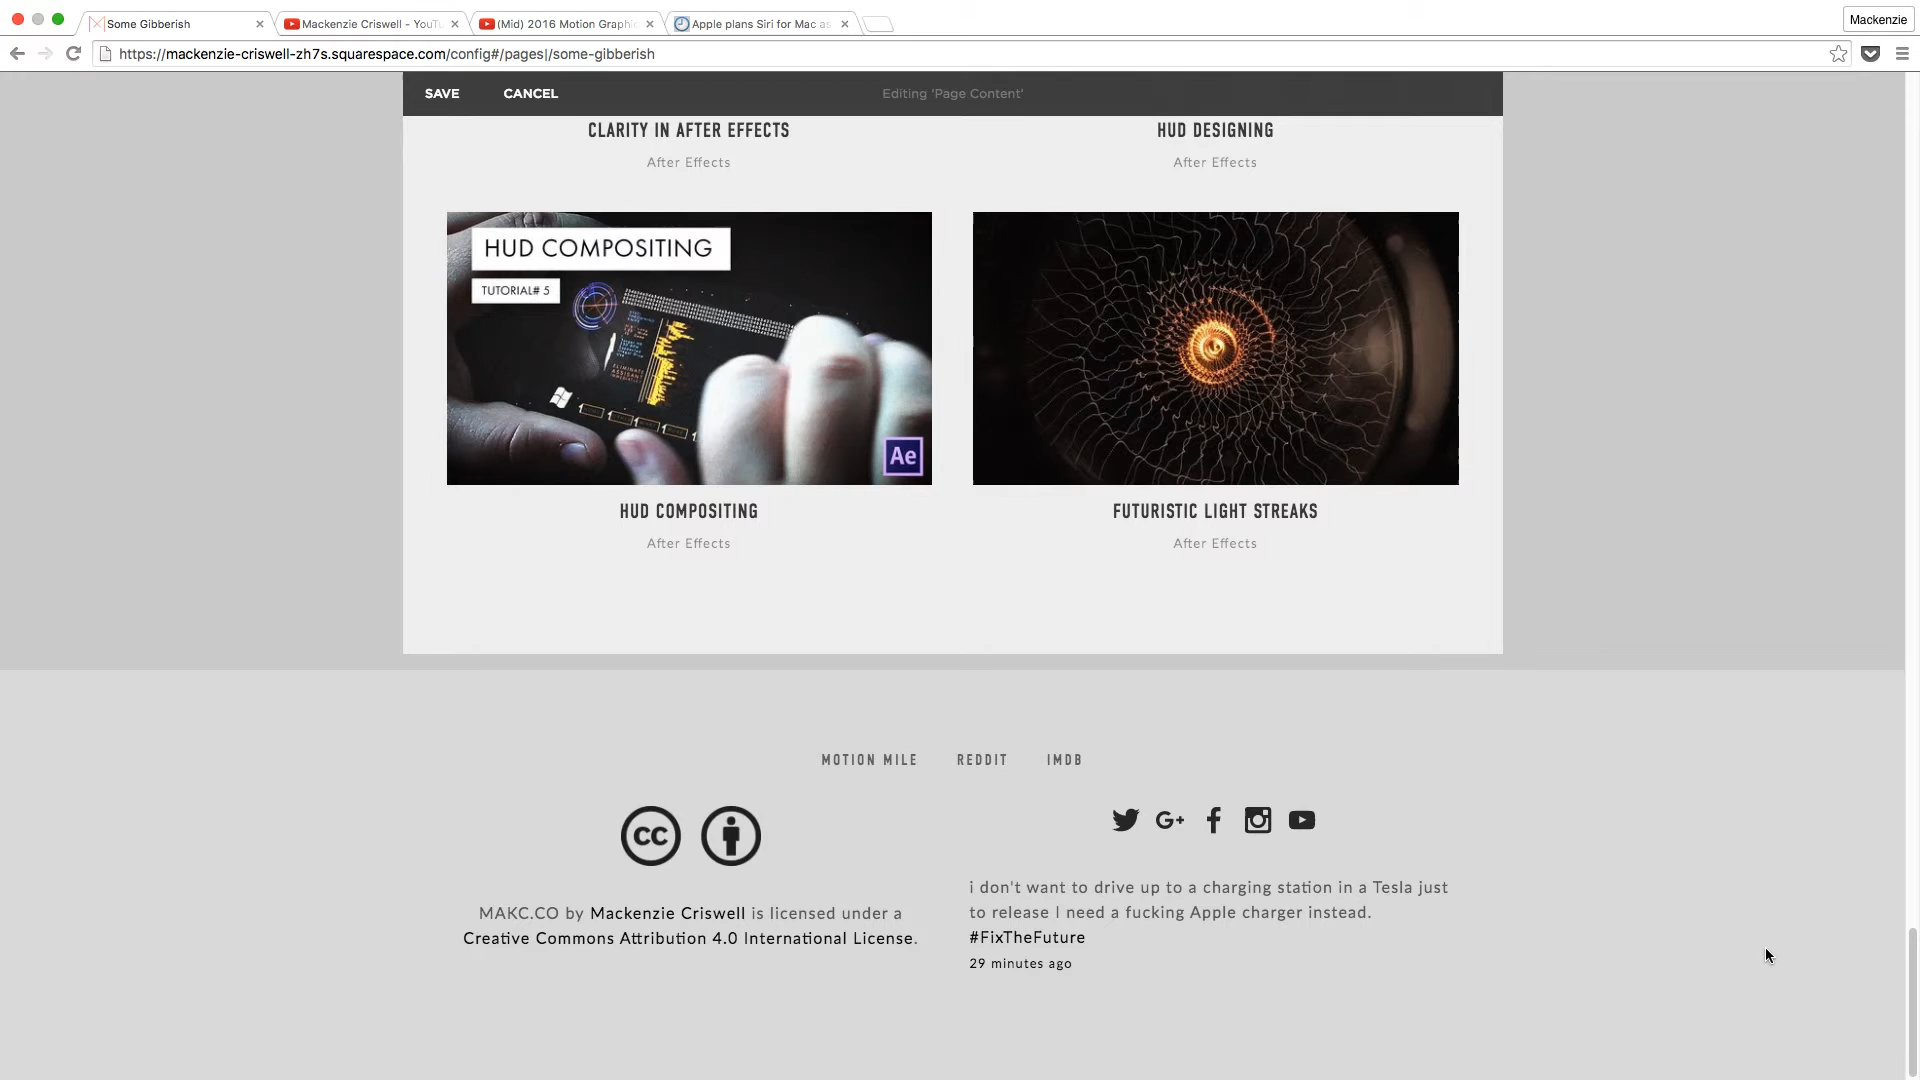 Some Gibberish
Mackenzie Criswell - YouTu
(Mid) 2016 Motion Graphi
Apple plans Siri for Mac as
Mackenzie
https://mackenzie-criswell-zh7s.squarespace.com/config#/pages|/some-gibberish
SAVE CANCEL Editing 'Page Content'
CLARITY IN AFTER EFFECTS
After Effects
HUD DESIGNING
After Effects
HUD COMPOSITING
TUTORIAL# 5
ELIMINATE
Ae
HUD COMPOSITING
After Effects
FUTURISTIC LIGHT STREAKS
After Effects
MOTION MILE REDDIT IMDB
cc
MAKC.CO by Mackenzie Criswell is licensed under a
Creative Commons Attribution 4.0 International License.
G+
i don't want to drive up to a charging station in a Tesla just
to release I need a fucking Apple charger instead.
#FixTheFuture
29 minutes ago